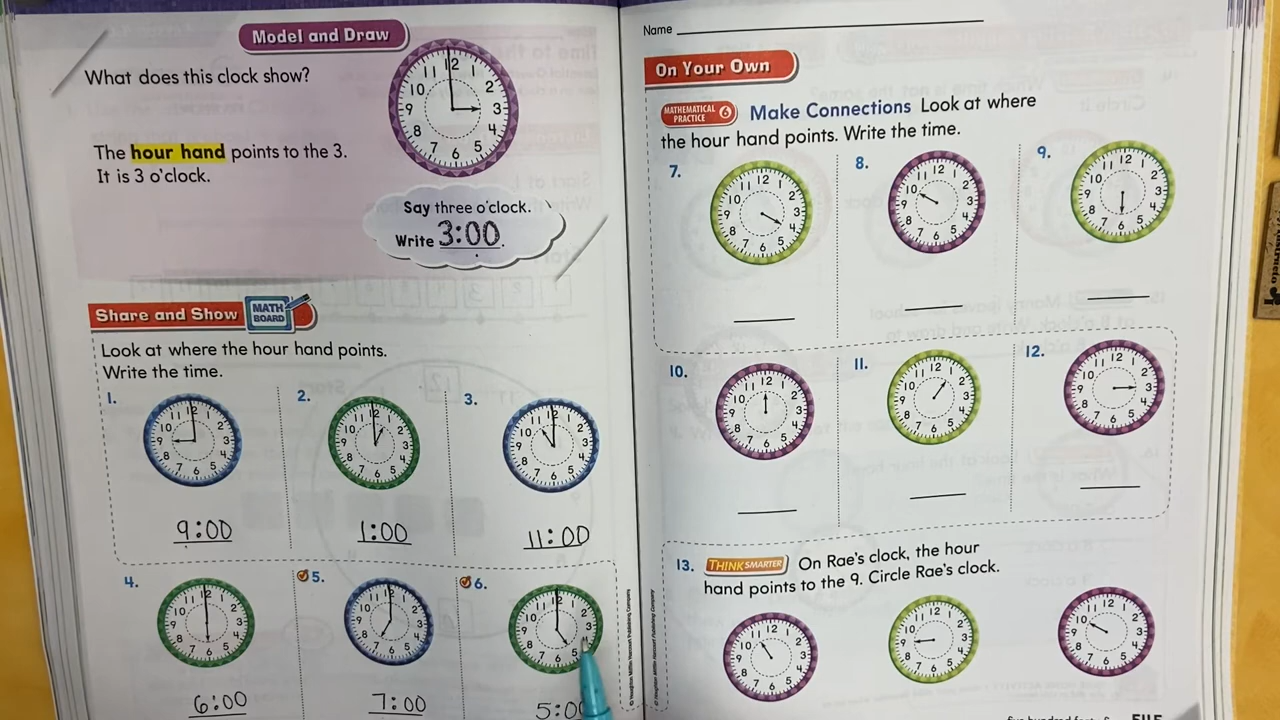 Model and Draw
What does this clock show?
The hour hand points to the 3.
It is 3 o'clock.
Say three o'clock.
Write 3:00.
Share and Show MATH BOARD
Look at where the hour hand points.
Write the time.
1. 2. 3.
9:00 1:00 11:00
4. 5. 6.
6:00 7:00 5:00
Name
On Your Own
MATHEMATICAL PRACTICE 6 Make Connections Look at where
the hour hand points. Write the time.
7. 8. 9.
10. 11. 12.
13. THINK SMARTER On Rae's clock, the hour
hand points to the 9. Circle Rae's clock.